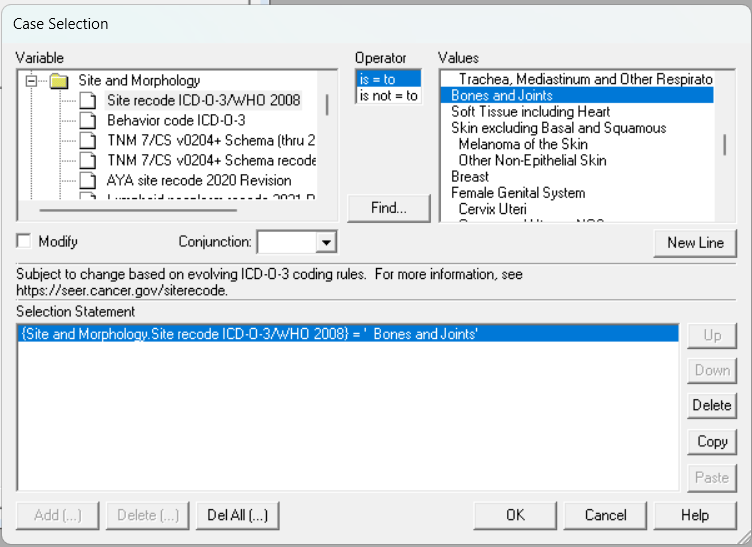 Case Selection
Variable
Operator
Values
Site and Morphology
Site recode ICD-O-3/WHO 2008
Behavior code ICD-O-3
TNM 7/CS v0204+ Schema (thru 2
TNM 7/CS v0204+ Schema recode
AYA site recode 2020 Revision
is = to
is not = to
Find...
Trachea, Mediastinum and Other Respirato
Bones and Joints
Soft Tissue including Heart
Skin excluding Basal and Squamous
Melanoma of the Skin
Other Non-Epithelial Skin
Breast
Female Genital System
Cervix Uteri
Modify
Conjunction:
New Line
Subject to change based on evolving ICD-O-3 coding rules. For more information, see
https://seer.cancer.gov/siterecode.
Selection Statement
{Site and Morphology.Site recode ICD-O-3/WHO 2008} = '  Bones and Joints'
Up
Down
Delete
Copy
Paste
Add (...)
Delete (...)
Del All (...)
OK
Cancel
Help